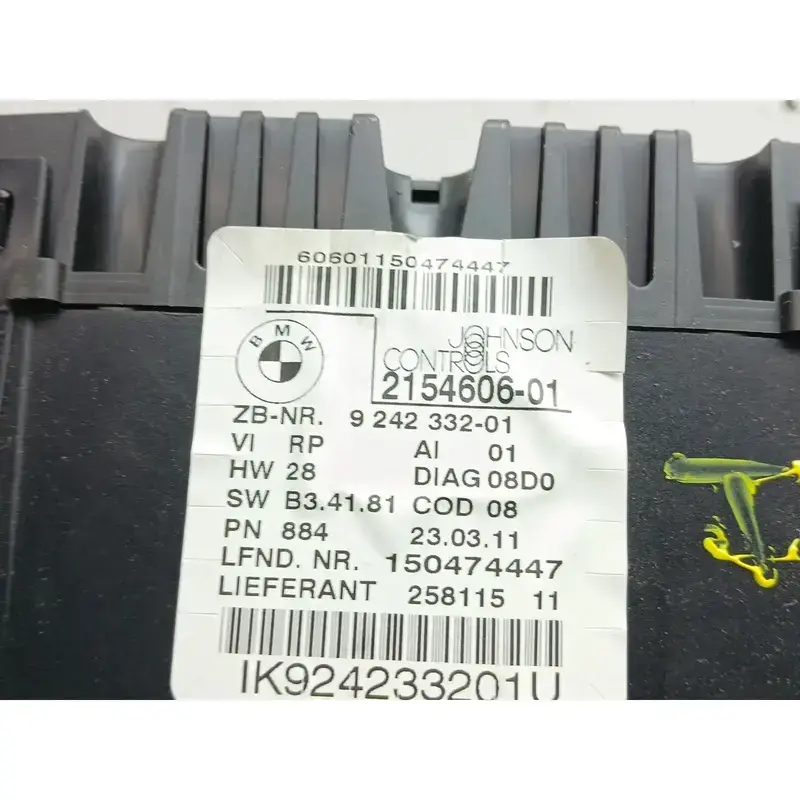 60601150474447
BMW
JOHNSON
CONTROLS
2154606-01
ZB-NR. 9 242 332-01
VI RP AI 01
HW 28 DIAG 08D0
SW B3.41.81 COD 08
PN 884 23.03.11
LFND. NR. 150474447
LIEFERANT 258115 11
IK924233201U